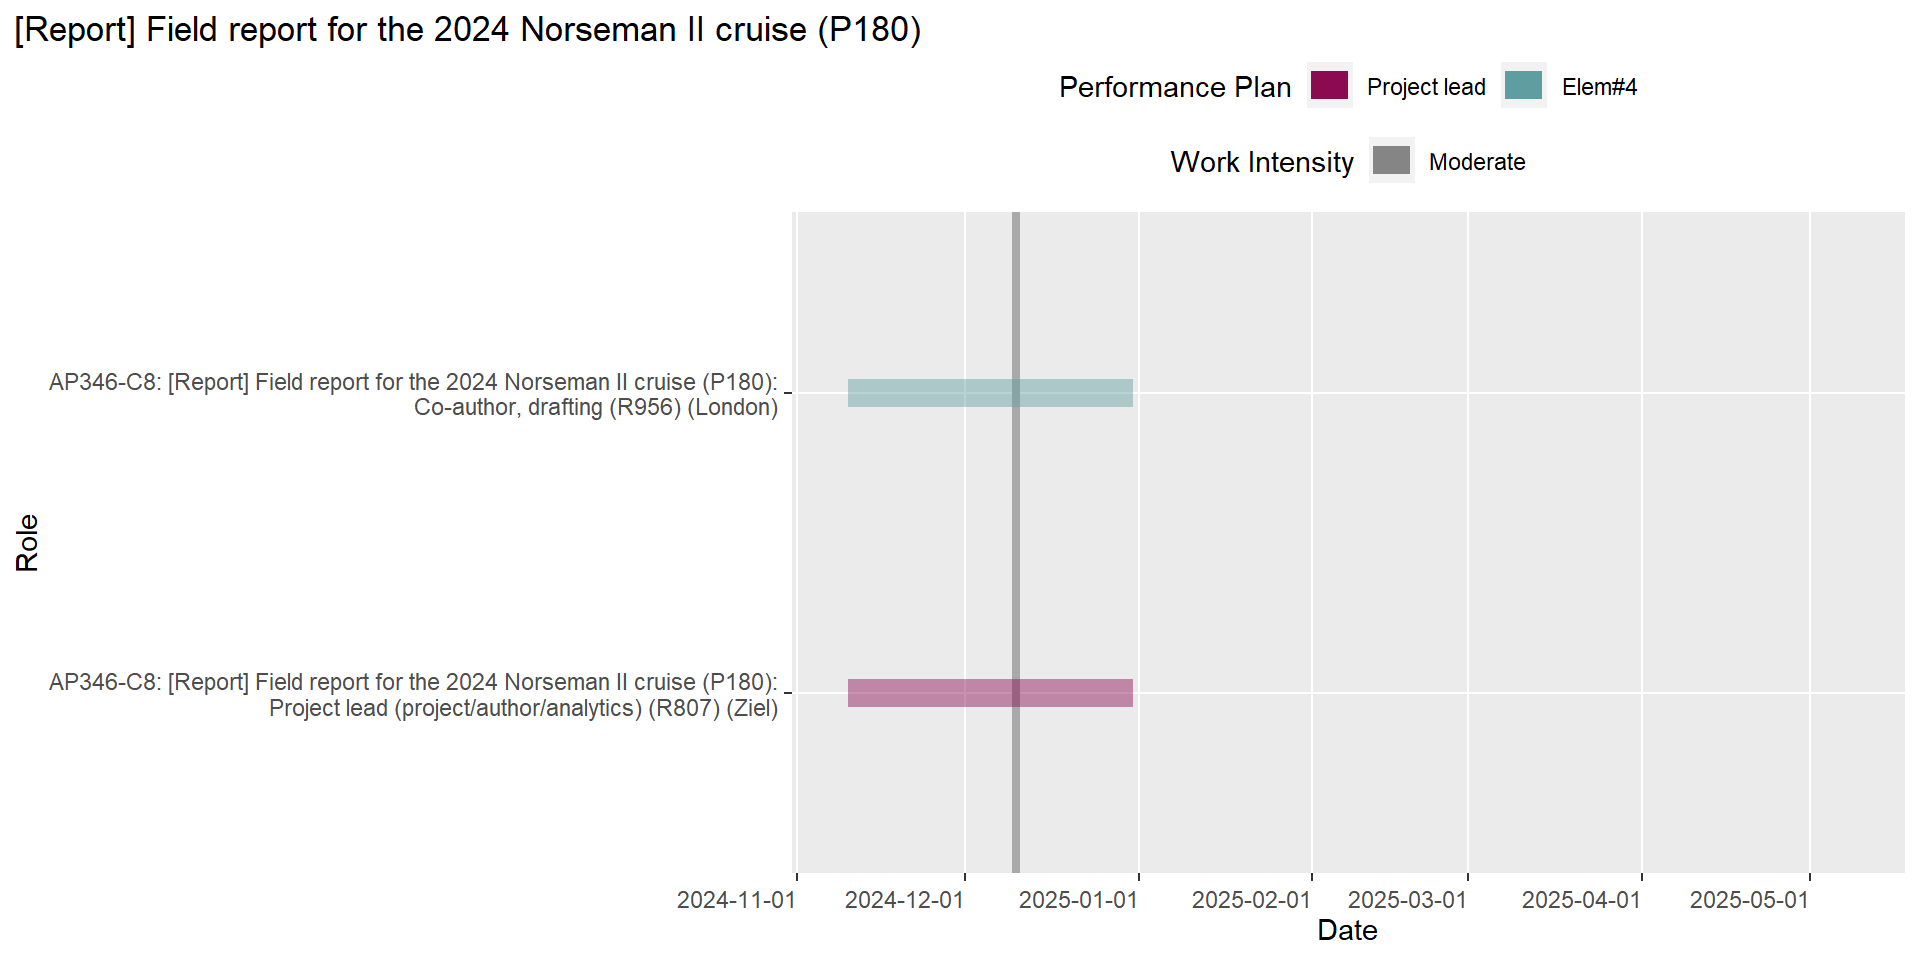 [Report] Field report for the 2024 Norseman II cruise (P180)
Performance Plan Project lead Elem#4
Work Intensity Moderate
AP346-C8: [Report] Field report for the 2024 Norseman II cruise (P180):
Co-author, drafting (R956) (London)
Role
AP346-C8: [Report] Field report for the 2024 Norseman II cruise (P180):
Project lead (project/author/analytics) (R807) (Ziel)
2024-11-01 2024-12-01 2025-01-01 2025-02-01 2025-03-01 2025-04-01 2025-05-01
Date